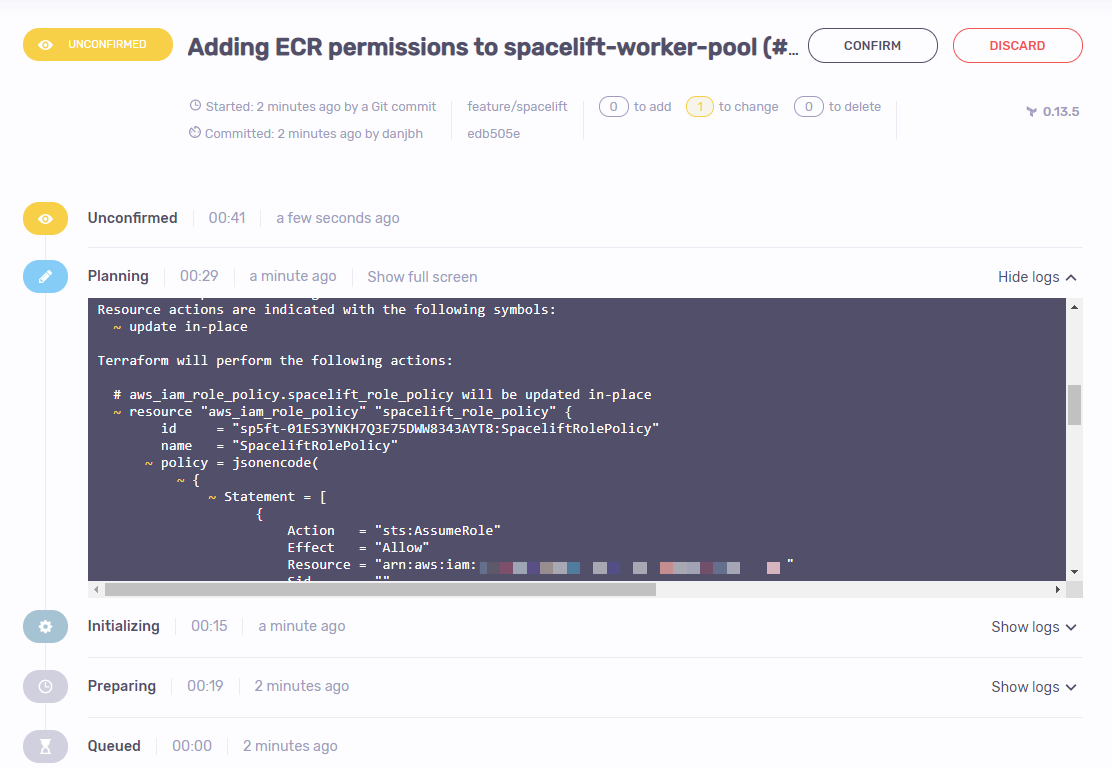 UNCONFIRMED
Adding ECR permissions to spacelift-worker-pool (#...
CONFIRM
DISCARD
Started: 2 minutes ago by a Git commit
feature/spacelift
0 to add 1 to change 0 to delete
0.13.5
Committed: 2 minutes ago by danjbh
edb505e
Unconfirmed 00:41 a few seconds ago
Planning 00:29 a minute ago Show full screen Hide logs
Resource actions are indicated with the following symbols:
~ update in-place
Terraform will perform the following actions:
# aws_iam_role_policy.spacelift_role_policy will be updated in-place
~ resource "aws_iam_role_policy" "spacelift_role_policy" {
id = "sp5ft-01ES3YNKH7Q3E75DWW8343AYT8:SpaceliftRolePolicy"
name = "SpaceliftRolePolicy"
~ policy = jsonencode(
~ {
~ Statement = [
{
Action = "sts:AssumeRole"
Effect = "Allow"
Resource = "arn:aws:iam: "
Sid = ""
Initializing 00:15 a minute ago Show logs
Preparing 00:19 2 minutes ago Show logs
Queued 00:00 2 minutes ago